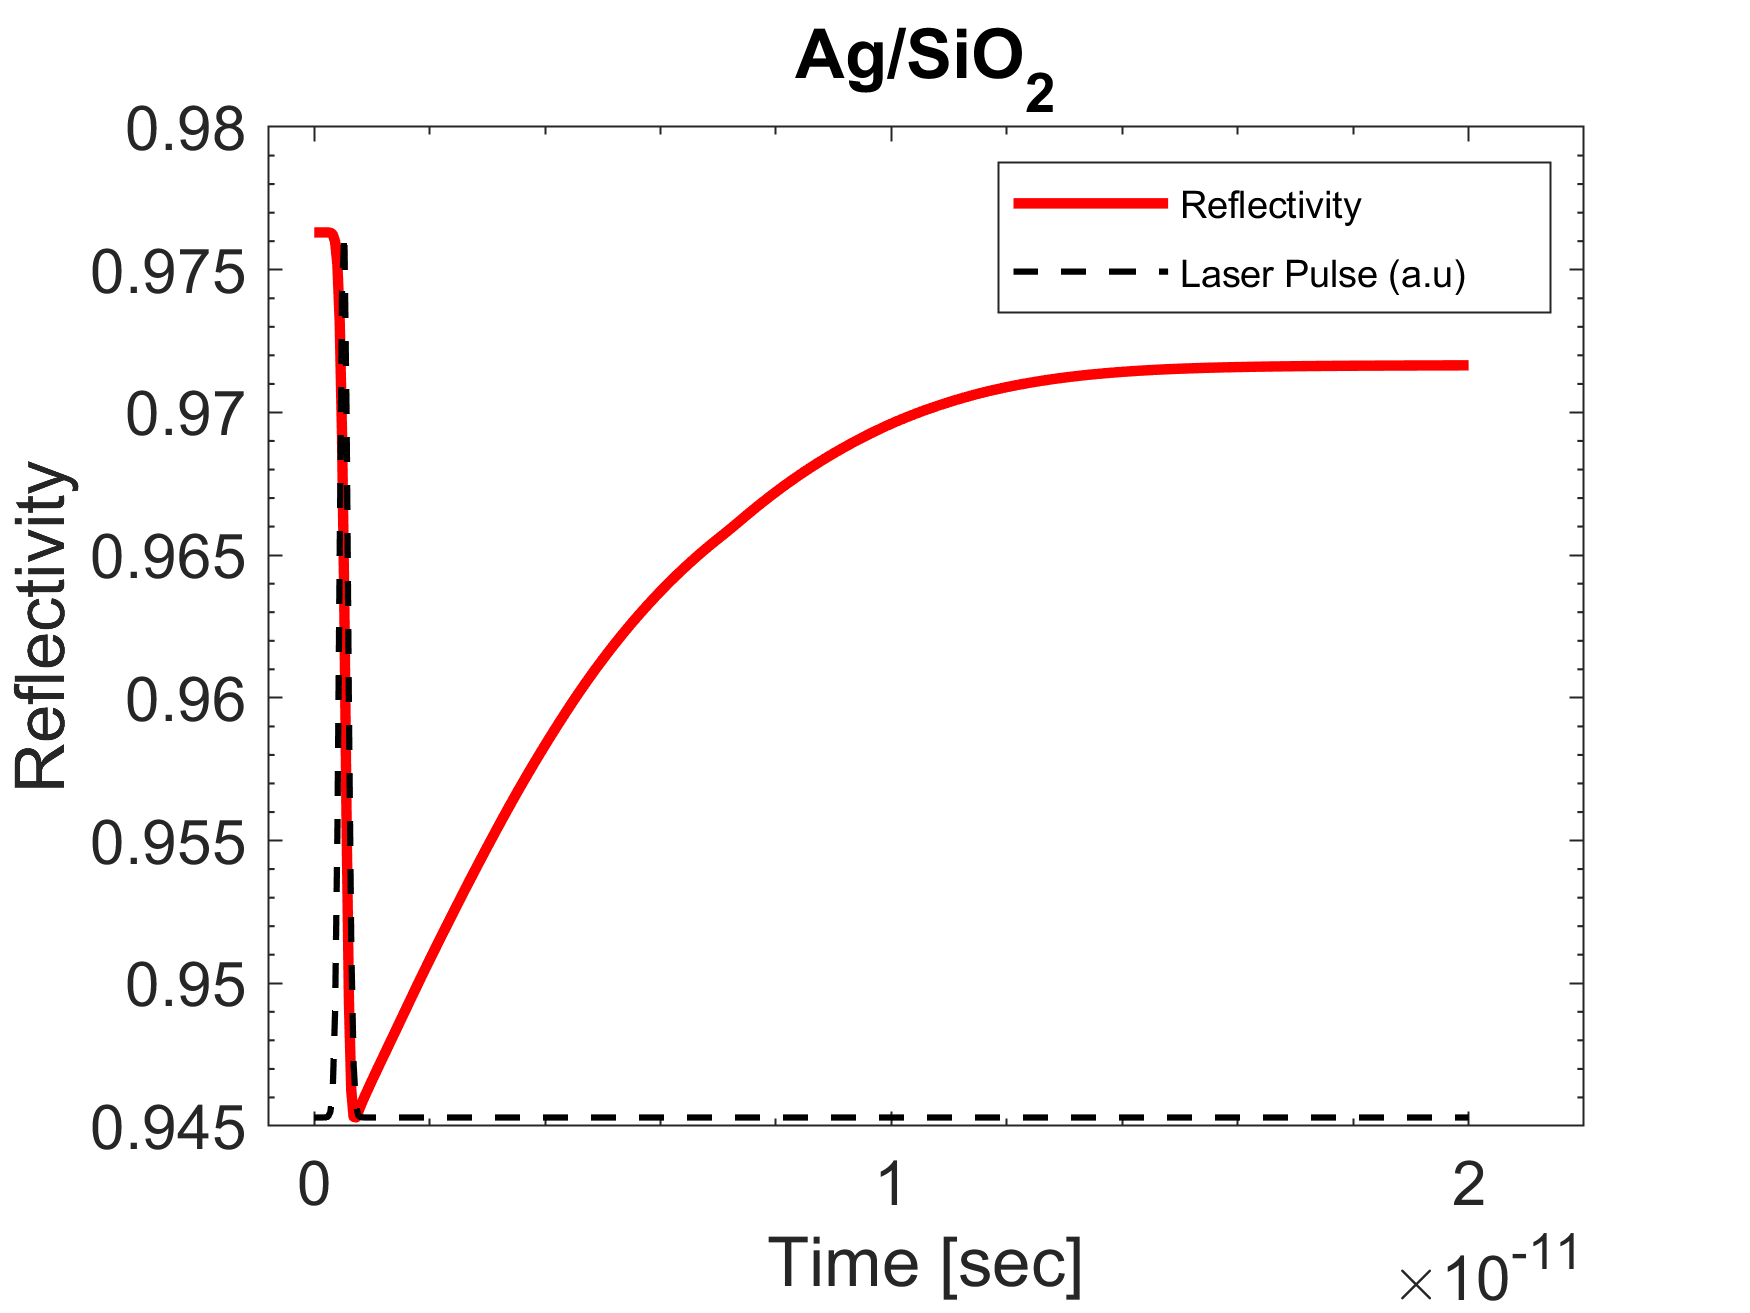 Ag/SiO2
0.98
0.975
0.97
0.965
0.96
0.955
0.95
0.945
Reflectivity
Reflectivity
Laser Pulse (a.u)
0 1 2
Time [sec]
×10-11